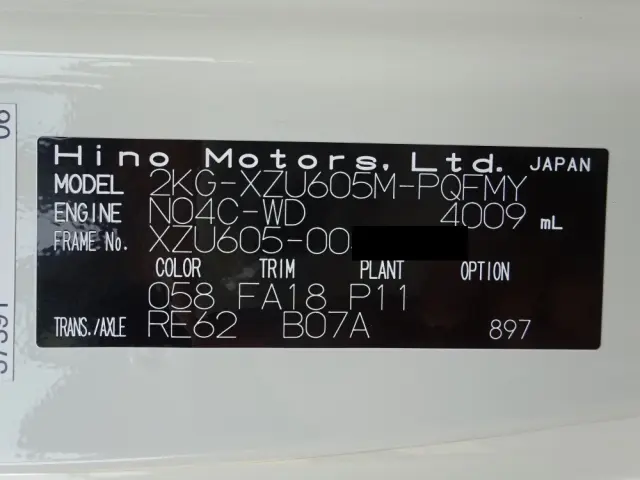 Hino Motors, Ltd. JAPAN
MODEL 2KG-XZU605M-PQFMY
ENGINE N04C-WD 4009 mL
FRAME No. XZU605-00
COLOR TRIM PLANT OPTION
058 FA18 P11
TRANS./AXLE RE62 B07A 897